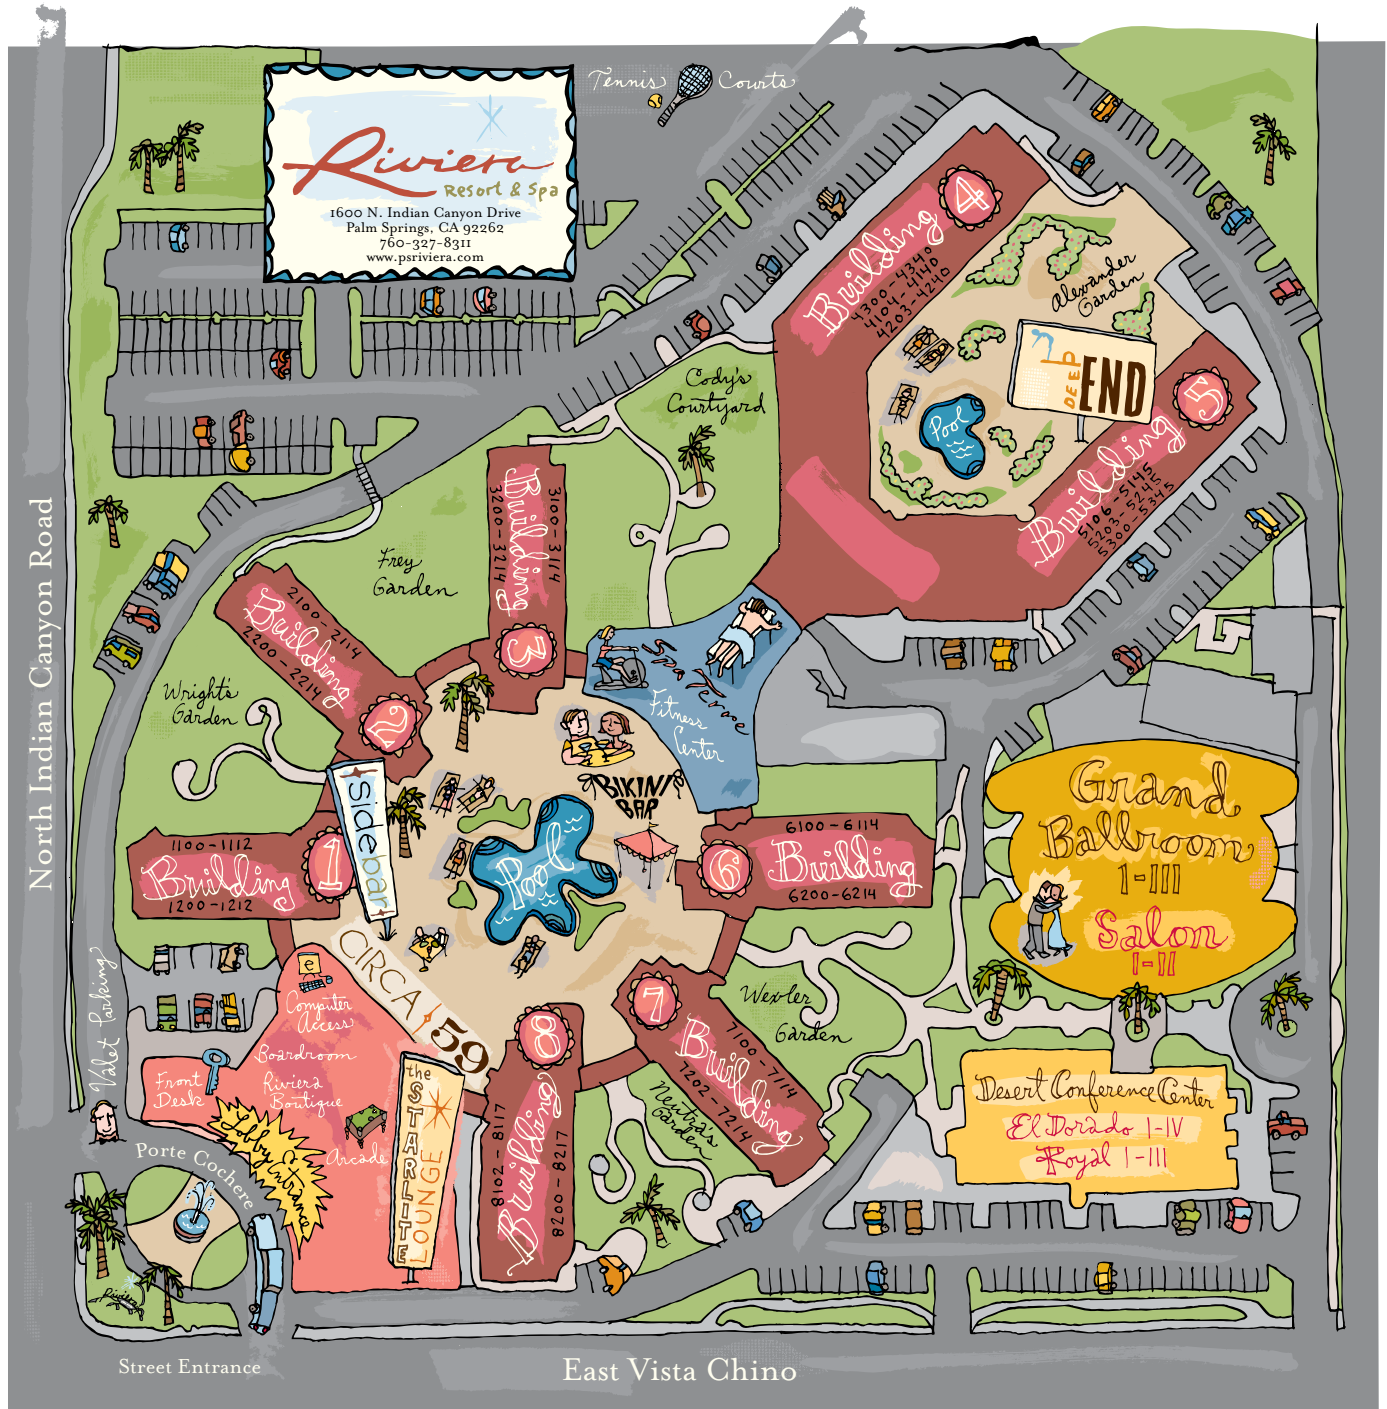 Tennis Courts
Riviera
Resort & Spa
1600 N. Indian Canyon Drive
Palm Springs, CA 92262
760-327-8311
www.psriviera.com
Building 4
4300-4340
4104-4140
4203-4240
Alexander
Garden
DEEP
END
Pool
Building 5
5106-5145
5203-5245
5300-5345
Cody's
Courtyard
Building 3
3200-3214
3100-3114
Frey
Garden
Building 2
2100-2114
2200-2214
Wright's
Garden
North Indian Canyon Road
Spa Terre
Fitness
Center
BIKINI
BAR
Sidebar
Pool
1100-1112
Building 1
1200-1212
6100-6114
6 Building
6200-6214
Grand
Ballroom
1-III
Salon
I-II
CIRCA 59
Valet Parking
e
Computer
Access
Boardroom
Riviera
Boutique
Front
Desk
Arcade
Lobby Entrance
the
STARLITE
LOUNGE
8
Building
8102-8117
8200-8217
7
Building
7100-7114
7202-7214
Wexler
Garden
Neutra's
Garden
Desert Conference Center
El Dorado I-IV
Royal I-III
Porte Cochere
Riviera
Street Entrance
East Vista Chino